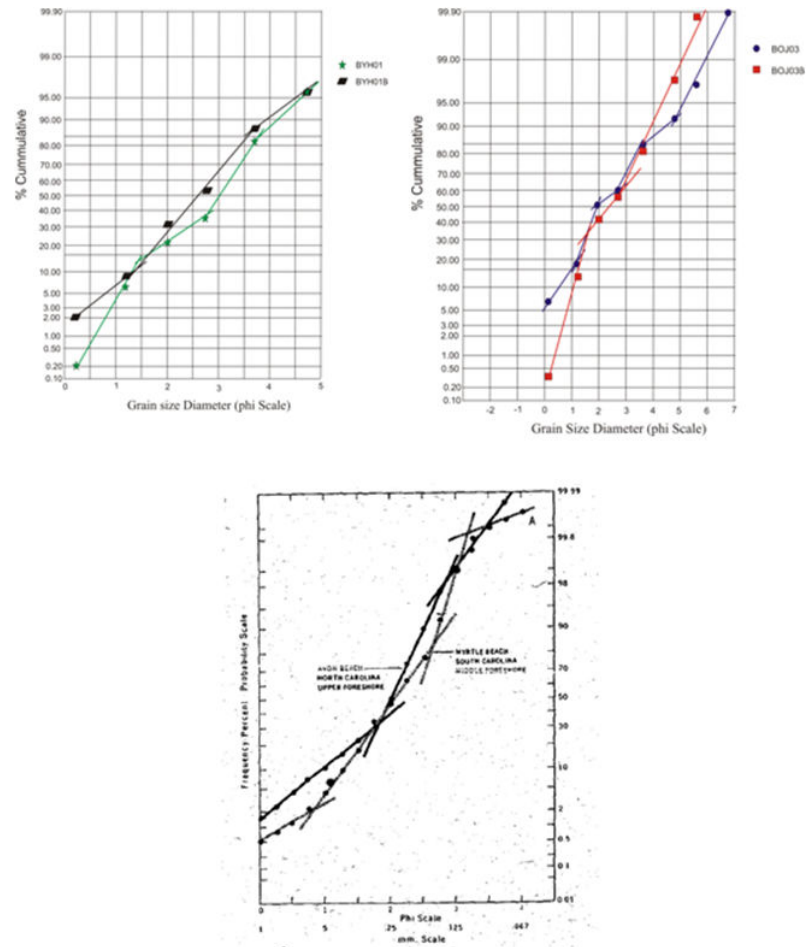 99.90
99.00
95.00
90.00
80.00
70.00
60.00
50.00
40.00
30.00
20.00
10.00
5.00
3.00
2.00
1.00
0.50
0.20
0.10
% Cummulative
0 1 2 3 4 5
Grain size Diameter (phi Scale)
BYH01
BYH01B
99.90
99.00
95.00
90.00
80.00
70.00
60.00
50.00
40.00
30.00
20.00
10.00
5.00
3.00
2.00
1.00
0.50
0.20
0.10
% Cummulative
-2 -1 0 1 2 3 4 5 6 7
Grain Size Diameter (phi Scale)
BOJ03
BOJ03B
Frequency Percent Probability Scale
BEACH
NORTH CAROLINA
UPPER FORESHORE
MYRTLE BEACH
SOUTH CAROLINA
MIDDLE FORESHORE
A
99.99
99.8
98
90
70
50
30
10
2
0.5
0.1
0.01
0 1 2
Phi Scale
1 .5 .25 .125
mm. Scale